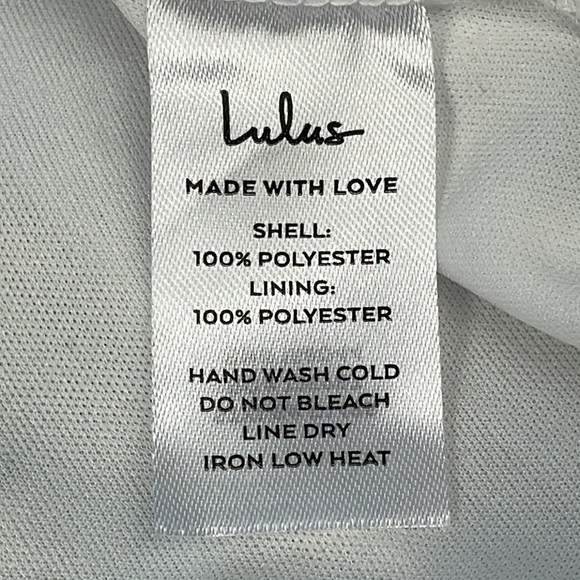 Lulus
MADE WITH LOVE
SHELL:
100% POLYESTER
LINING:
100% POLYESTER
HAND WASH COLD
DO NOT BLEACH
LINE DRY
IRON LOW HEAT